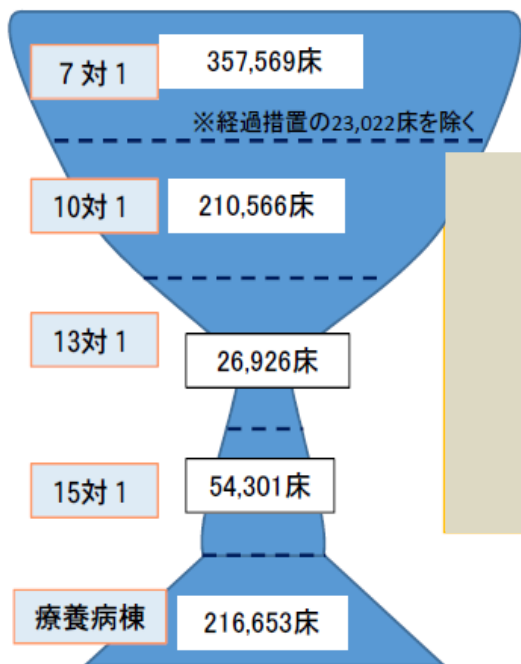 7対1
357,569床
※経過措置の23,022床を除く
10対1
210,566床
13対1
26,926床
15対1
54,301床
療養病棟
216,653床